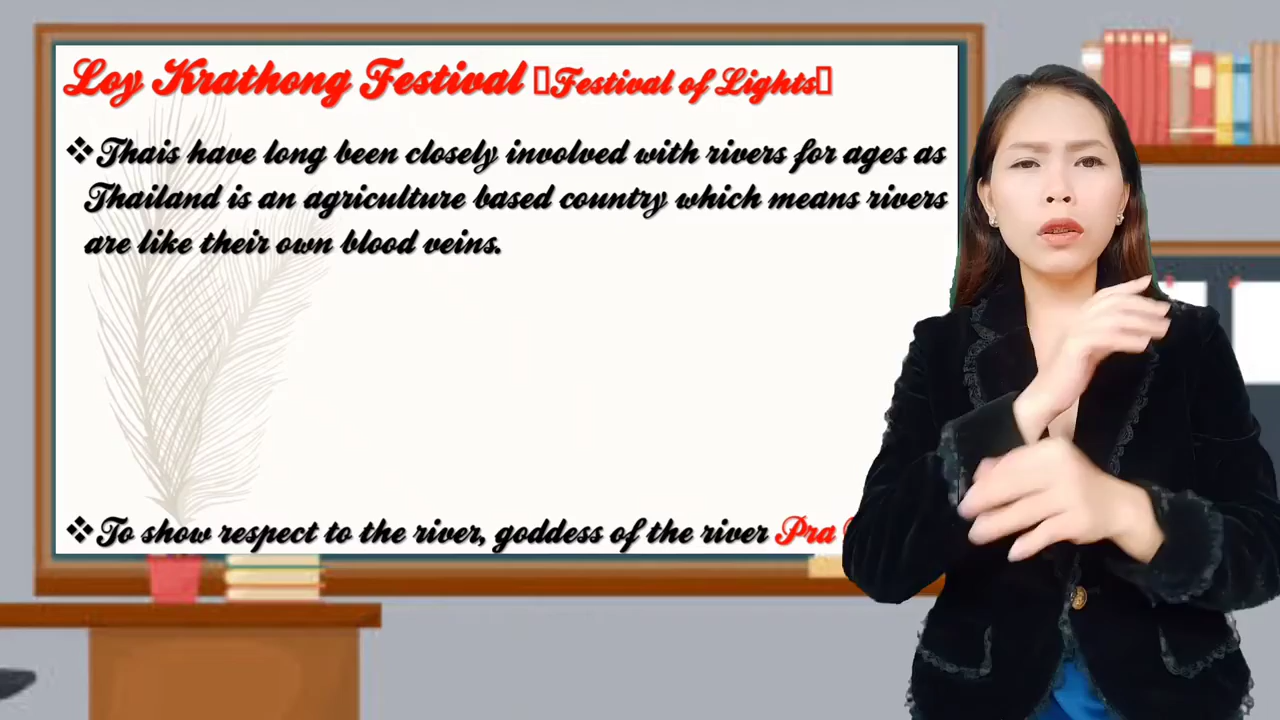 Loy Krathong Festival (Festival of Lights)
❖Thais have long been closely involved with rivers for ages as
Thailand is an agriculture based country which means rivers
are like their own blood veins.
❖To show respect to the river, goddess of the river Pra